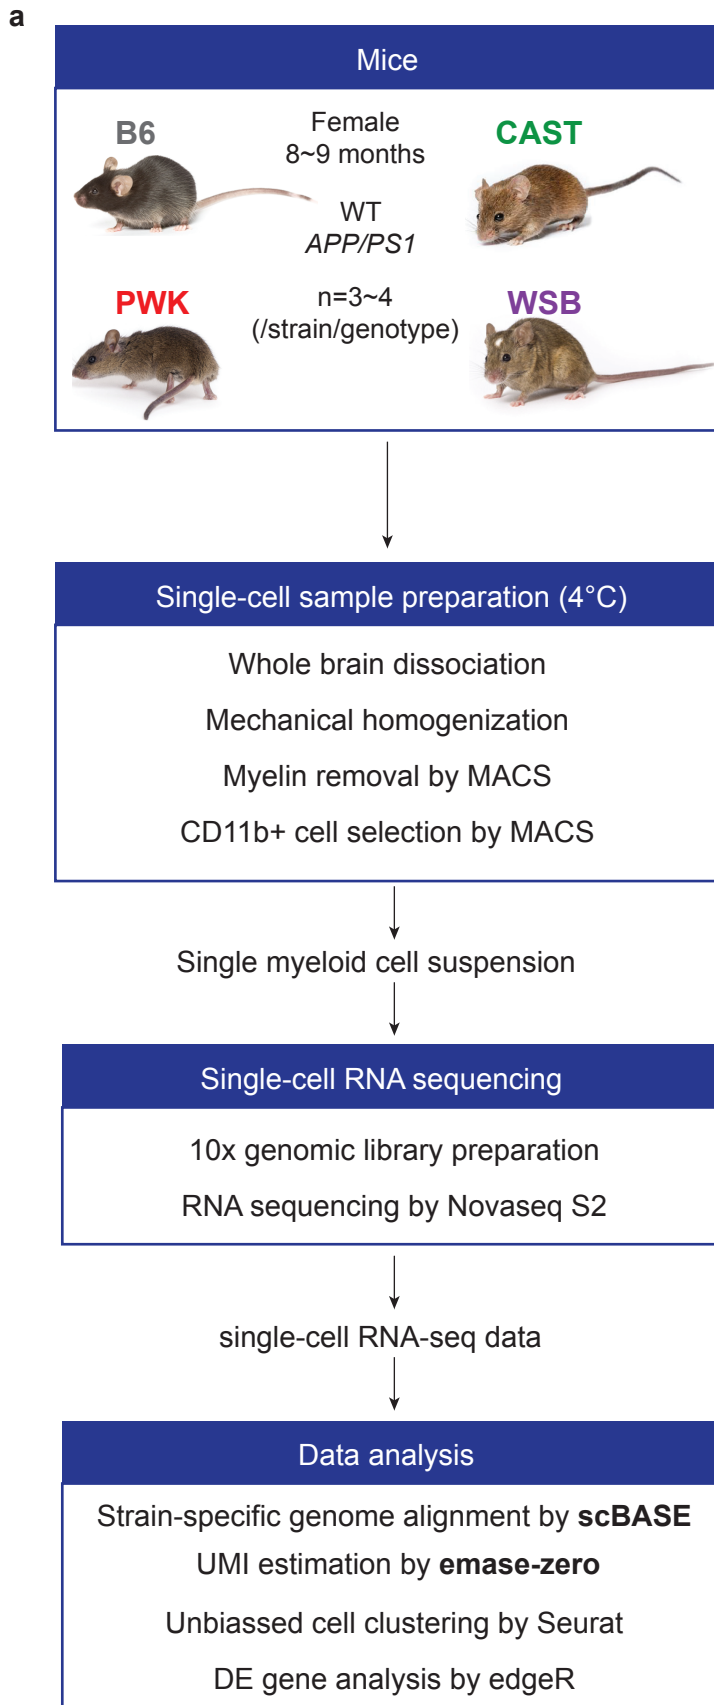 a
Mice
B6
Female
8~9 months
CAST
WT
APP/PS1
PWK
n=3~4
(/strain/genotype)
WSB
Single-cell sample preparation (4°C)
Whole brain dissociation
Mechanical homogenization
Myelin removal by MACS
CD11b+ cell selection by MACS
Single myeloid cell suspension
Single-cell RNA sequencing
10x genomic library preparation
RNA sequencing by Novaseq S2
single-cell RNA-seq data
Data analysis
Strain-specific genome alignment by scBASE
UMI estimation by emase-zero
Unbiassed cell clustering by Seurat
DE gene analysis by edgeR